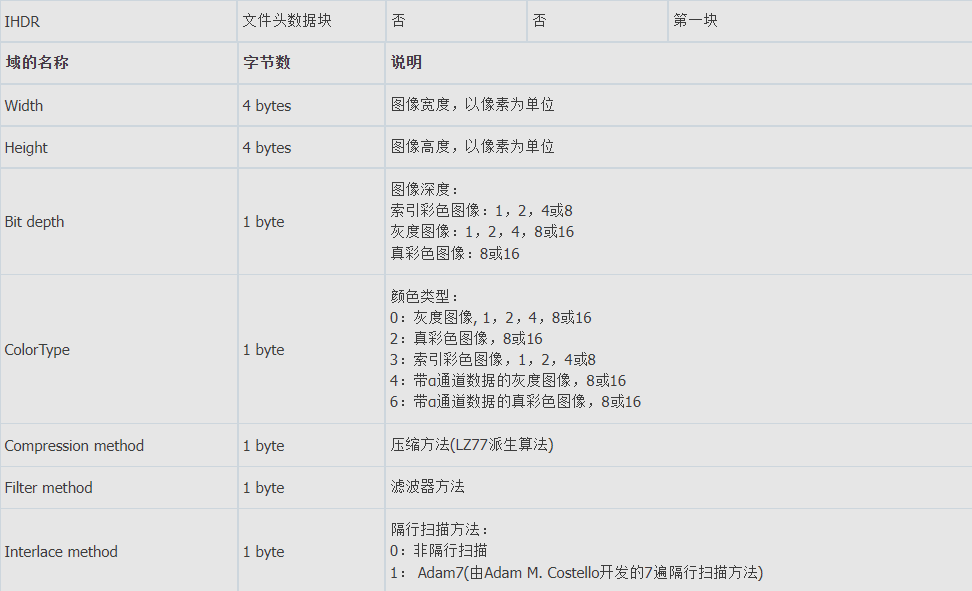 IHDR 文件头数据块 否 否 第一块
域的名称 字节数 说明
Width 4 bytes 图像宽度，以像素为单位
Height 4 bytes 图像高度，以像素为单位
Bit depth 1 byte 图像深度：
索引彩色图像：1，2，4或8
灰度图像：1，2，4，8或16
真彩色图像：8或16
ColorType 1 byte 颜色类型：
0：灰度图像, 1，2，4，8或16
2：真彩色图像，8或16
3：索引彩色图像，1，2，4或8
4：带α通道数据的灰度图像，8或16
6：带α通道数据的真彩色图像，8或16
Compression method 1 byte 压缩方法(LZ77派生算法)
Filter method 1 byte 滤波器方法
Interlace method 1 byte 隔行扫描方法：
0：非隔行扫描
1： Adam7(由Adam M. Costello开发的7遍隔行扫描方法)